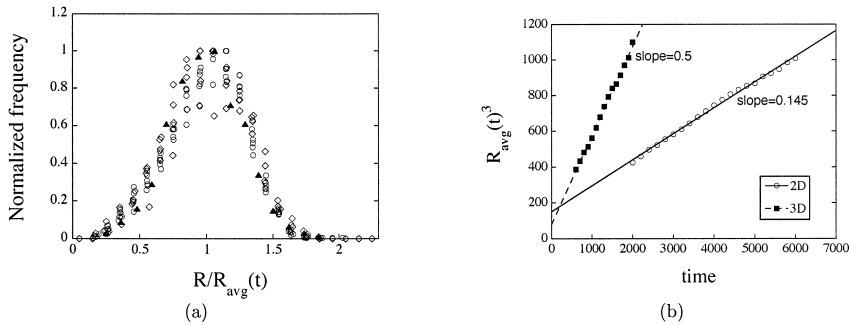 1.2
1
0.8
0.6
0.4
0.2
0
0 0.5 1 1.5 2
Normalized frequency
R/R_avg(t)
(a)
1200
1000
800
600
400
200
0
0 1000 2000 3000 4000 5000 6000 7000
R_avg(t)^3
slope=0.5
slope=0.145
2D
3D
time
(b)